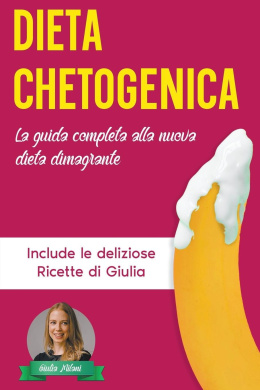 DIETA
CHETOGENICA
La guida completa alla nuova
dieta dimagrante
Include le deliziose
Ricette di Giulia
Giulia Milani